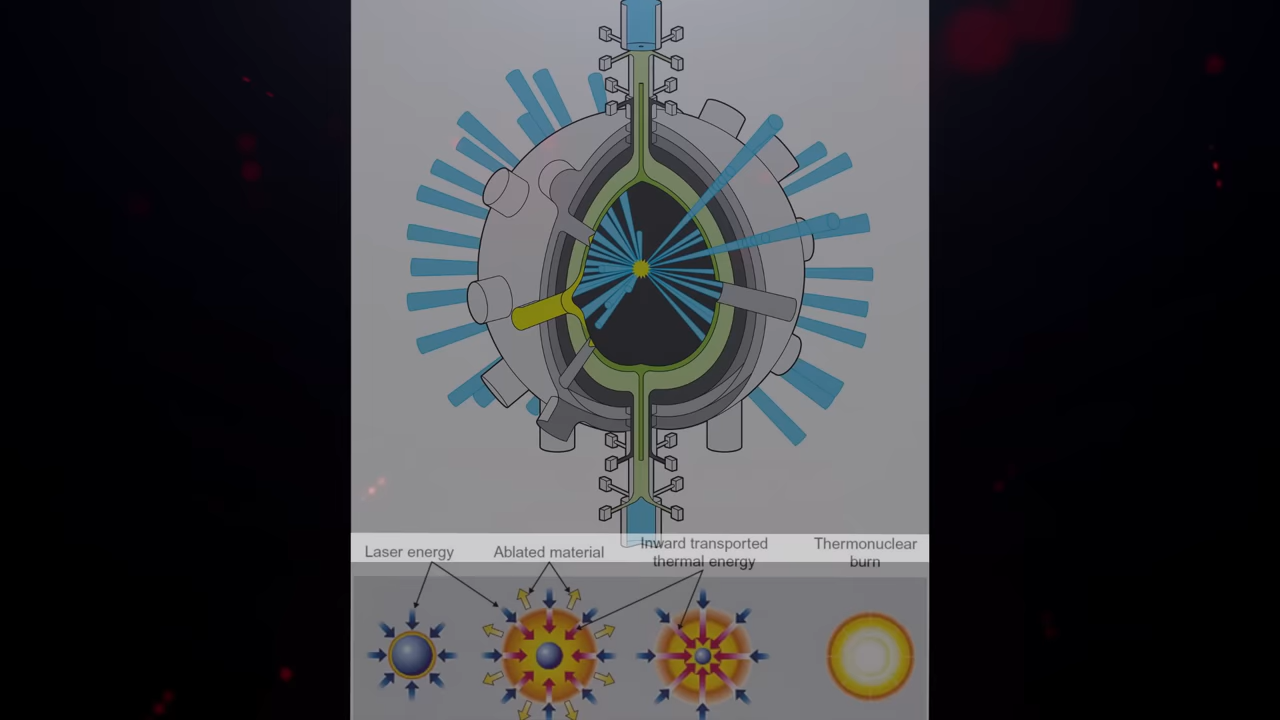 Laser energy
Ablated material
Inward transported
thermal energy
Thermonuclear
burn